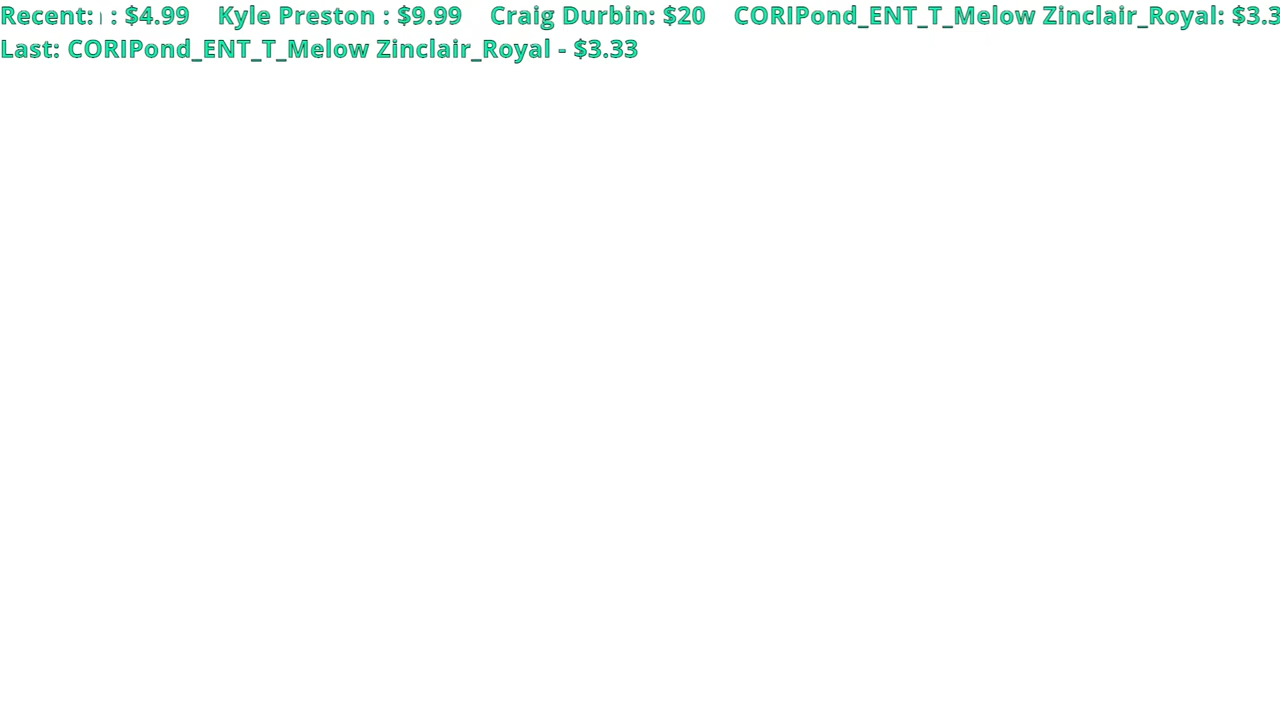 Recent: : $4.99 Kyle Preston : $9.99 Craig Durbin: $20 CORIPond_ENT_T_Melow Zinclair_Royal: $3.3
Last: CORIPond_ENT_T_Melow Zinclair_Royal - $3.33